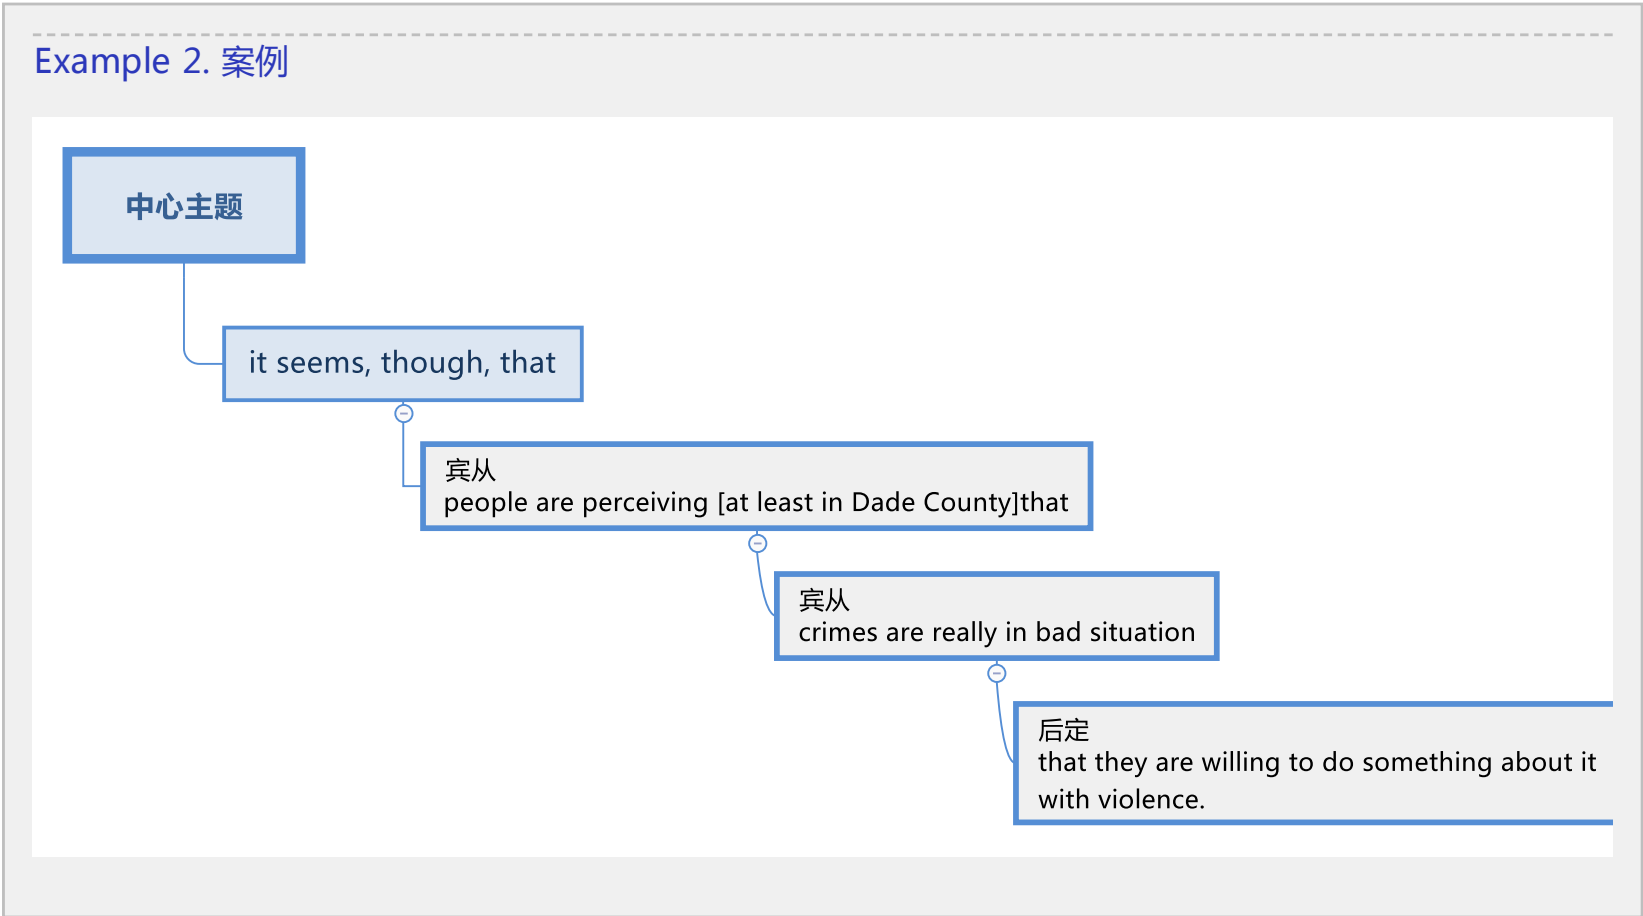 Example 2. 案例
中心主题
it seems, though, that
宾从
people are perceiving [at least in Dade County]that
宾从
crimes are really in bad situation
后定
that they are willing to do something about it
with violence.